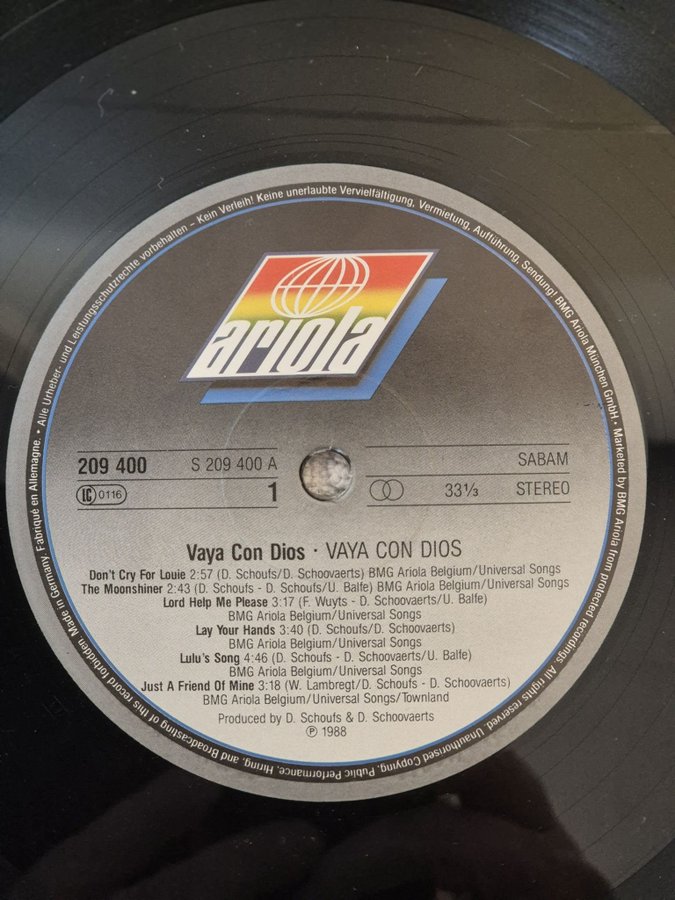 Alle Urheber- und Leistungsschutzrechte vorbehalten - Kein Verleih! Keine unerlaubte Vervielfältigung, Vermietung, Aufführung, Sendung! BMG Ariola München GmbH • Marketed by BMG Ariola from protected recordings. All rights reserved. Unauthorised Copying, Public Performance, Hiring, and Broadcasting of this record forbidden. Made in Germany. Fabriqué en Allemagne. •
ariola
209 400 S 209 400 A SABAM
LC 0116 1 33⅓ STEREO
Vaya Con Dios · VAYA CON DIOS
Don't Cry For Louie 2:57 (D. Schoufs/D. Schoovaerts) BMG Ariola Belgium/Universal Songs
The Moonshiner 2:43 (D. Schoufs - D. Schoufs/U. Balfe) BMG Ariola Belgium/Universal Songs
Lord Help Me Please 3:17 (F. Wuyts - D. Schoovaerts/U. Balfe)
BMG Ariola Belgium/Universal Songs
Lay Your Hands 3:40 (D. Schoufs/D. Schoovaerts)
BMG Ariola Belgium/Universal Songs
Lulu's Song 4:46 (D. Schoufs - D. Schoovaerts/U. Balfe)
BMG Ariola Belgium/Universal Songs
Just A Friend Of Mine 3:18 (W. Lambregt/D. Schoufs - D. Schoovaerts)
BMG Ariola Belgium/Universal Songs/Townland
Produced by D. Schoufs & D. Schoovaerts
℗ 1988